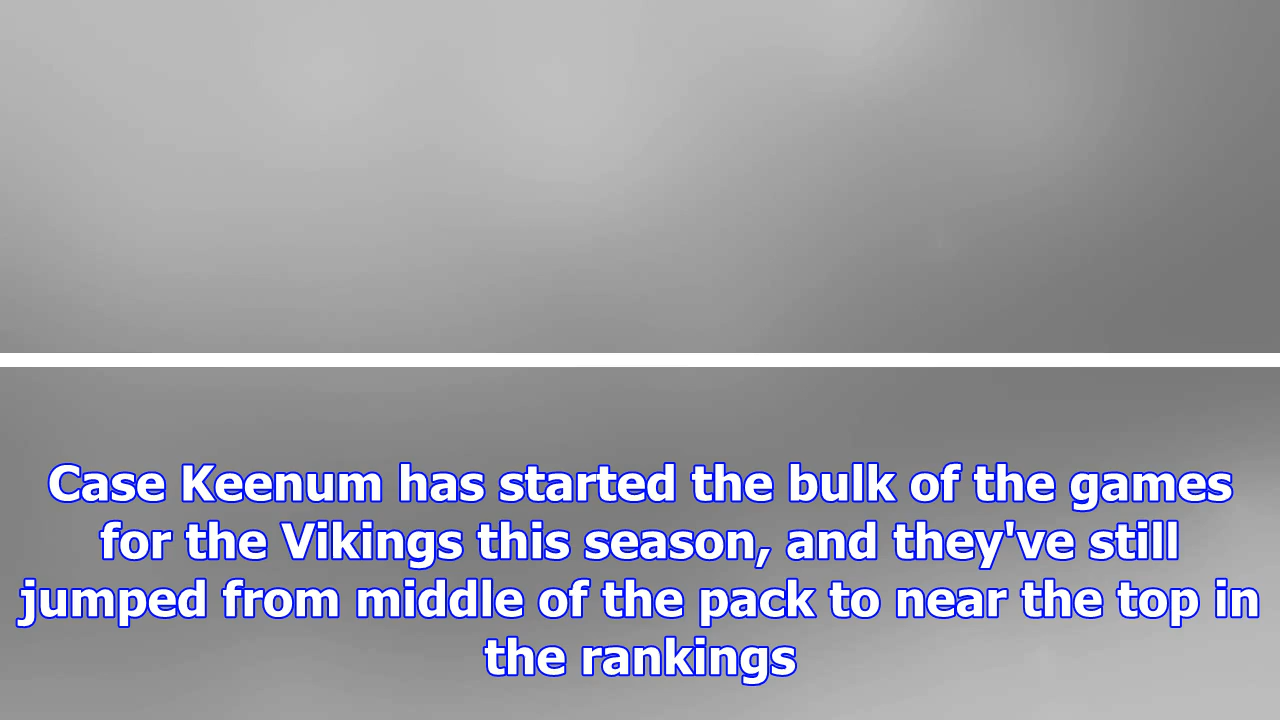 Case Keenum has started the bulk of the games
for the Vikings this season, and they've still
jumped from middle of the pack to near the top in
the rankings